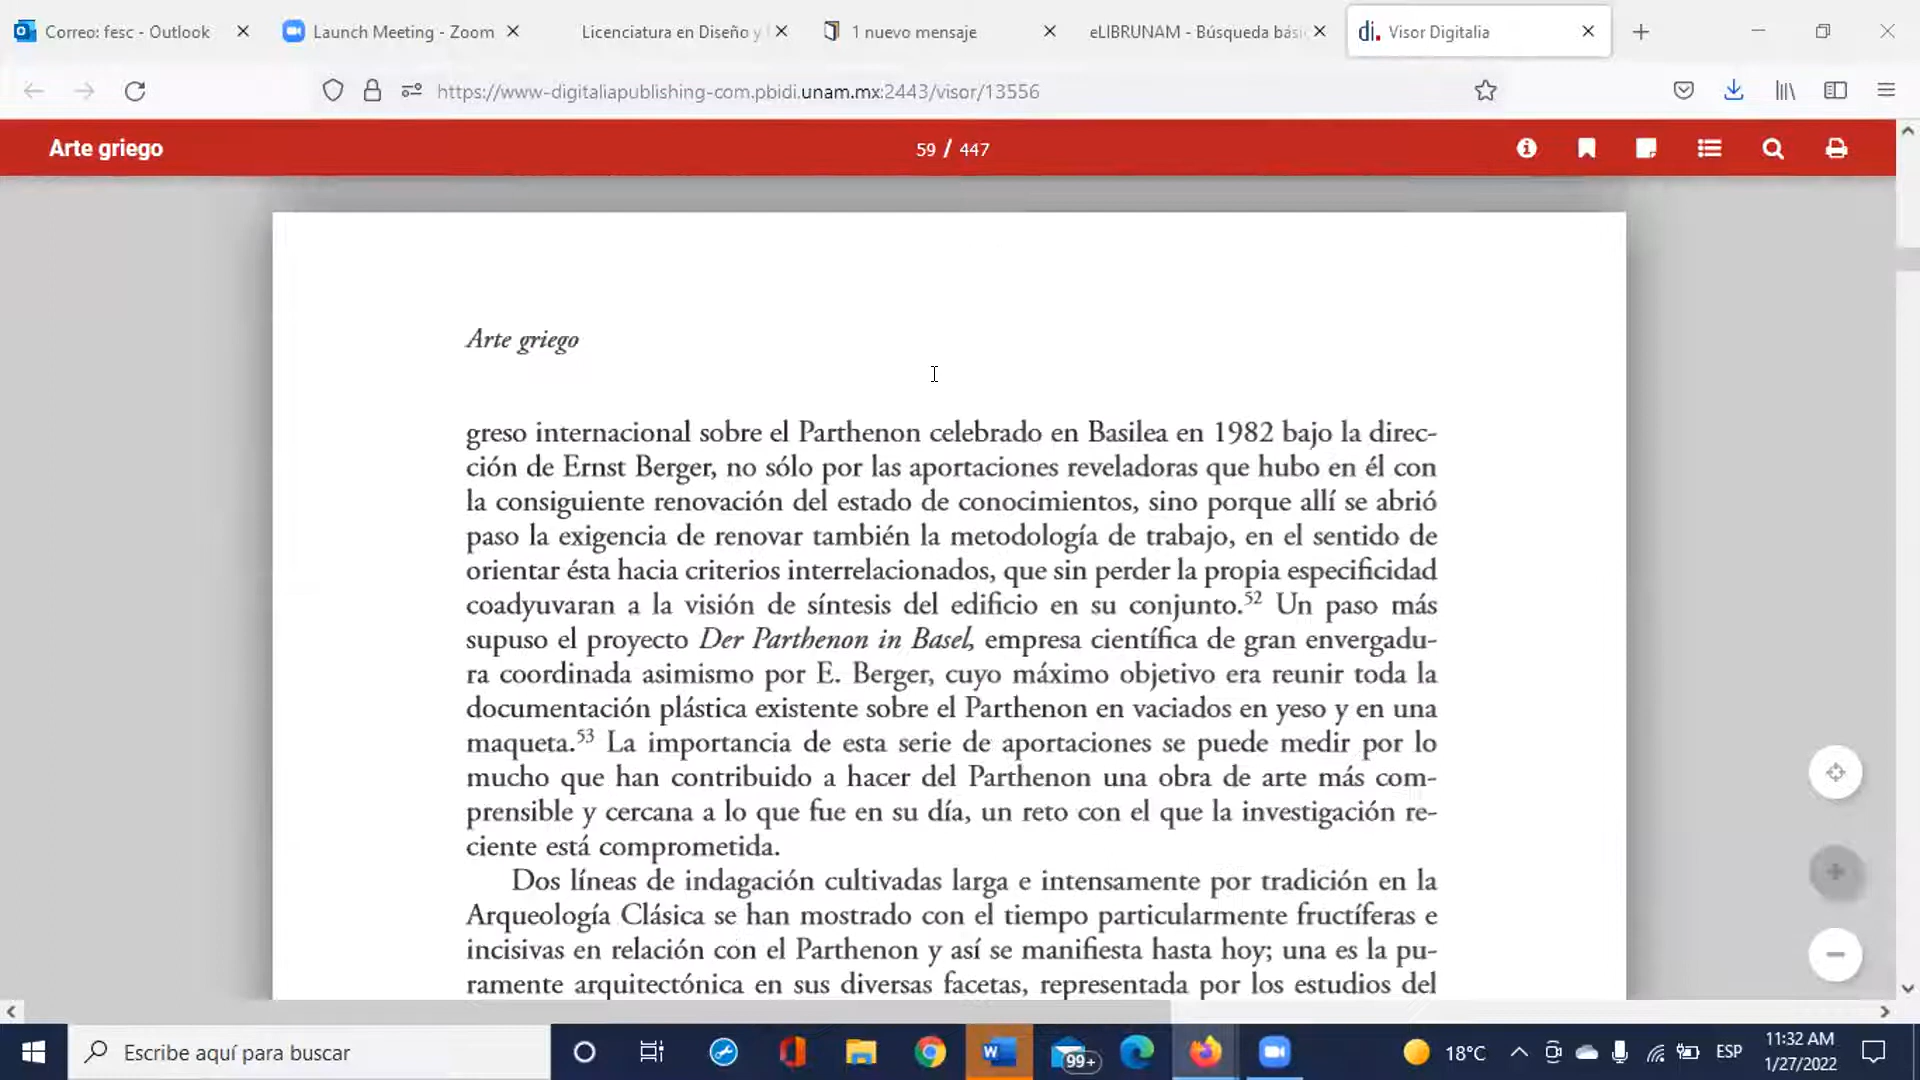 Correo: fesc - Outlook
Launch Meeting - Zoom
Licenciatura en Diseño y
1 nuevo mensaje
eLIBRUNAM - Búsqueda bás
di. Visor Digitalia
https://www-digitaliapublishing-com.pbidi.unam.mx:2443/visor/13556
Arte griego
59 / 447
Arte griego
greso internacional sobre el Parthenon celebrado en Basilea en 1982 bajo la direc-
ción de Ernst Berger, no sólo por las aportaciones reveladoras que hubo en él con
la consiguiente renovación del estado de conocimientos, sino porque allí se abrió
paso la exigencia de renovar también la metodología de trabajo, en el sentido de
orientar ésta hacia criterios interrelacionados, que sin perder la propia especificidad
coadyuvaran a la visión de síntesis del edificio en su conjunto.52 Un paso más
supuso el proyecto Der Parthenon in Basel, empresa científica de gran envergadu-
ra coordinada asimismo por E. Berger, cuyo máximo objetivo era reunir toda la
documentación plástica existente sobre el Parthenon en vaciados en yeso y en una
maqueta.53 La importancia de esta serie de aportaciones se puede medir por lo
mucho que han contribuido a hacer del Parthenon una obra de arte más com-
prensible y cercana a lo que fue en su día, un reto con el que la investigación re-
ciente está comprometida.
Dos líneas de indagación cultivadas larga e intensamente por tradición en la
Arqueología Clásica se han mostrado con el tiempo particularmente fructíferas e
incisivas en relación con el Parthenon y así se manifiesta hasta hoy; una es la pu-
ramente arquitectónica en sus diversas facetas, representada por los estudios del
Escribe aquí para buscar
99+
18°C
ESP
11:32 AM
1/27/2022